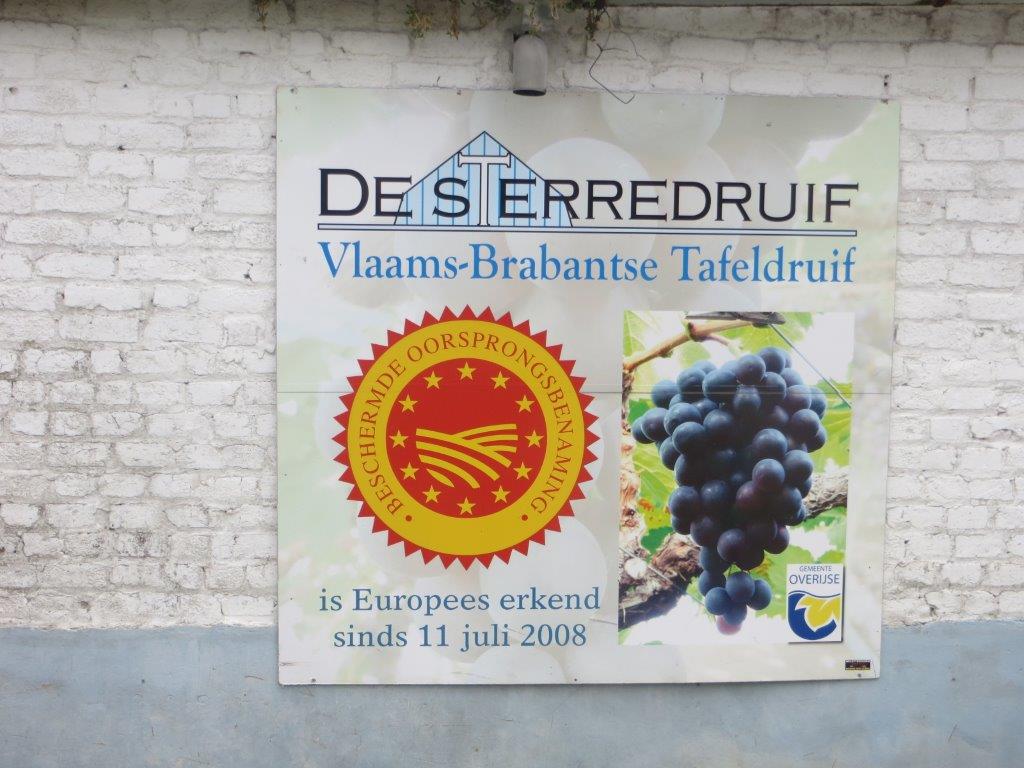 DE STERREDRUIF
Vlaams-Brabantse Tafeldruif
• BESCHERMDE OORSPRONGSBENAMING •
is Europees erkend
sinds 11 juli 2008
GEMEENTE
OVERIJSE